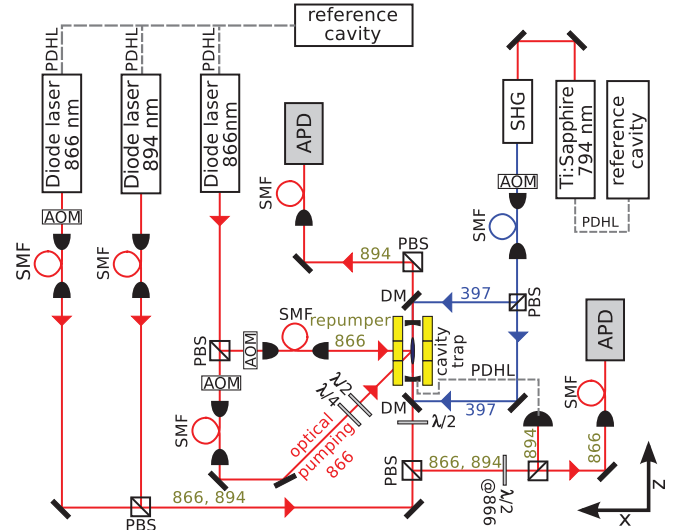 reference
cavity
PDHL
PDHL
PDHL
Diode laser
866 nm
Diode laser
894 nm
Diode laser
866nm
APD
SHG
Ti:Sapphire
794 nm
reference
cavity
PDHL
AOM
SMF
AOM
SMF
SMF
SMF
PBS
894
DM
397
PBS
SMF
repumper
866
PBS
AOM
AOM
cavity
trap
PDHL
APD
λ/2
λ/4
DM
397
λ/2
SMF
SMF
optical
pumping
866
PBS
866, 894
λ/2
@866
894
866
866, 894
PBS
z
x